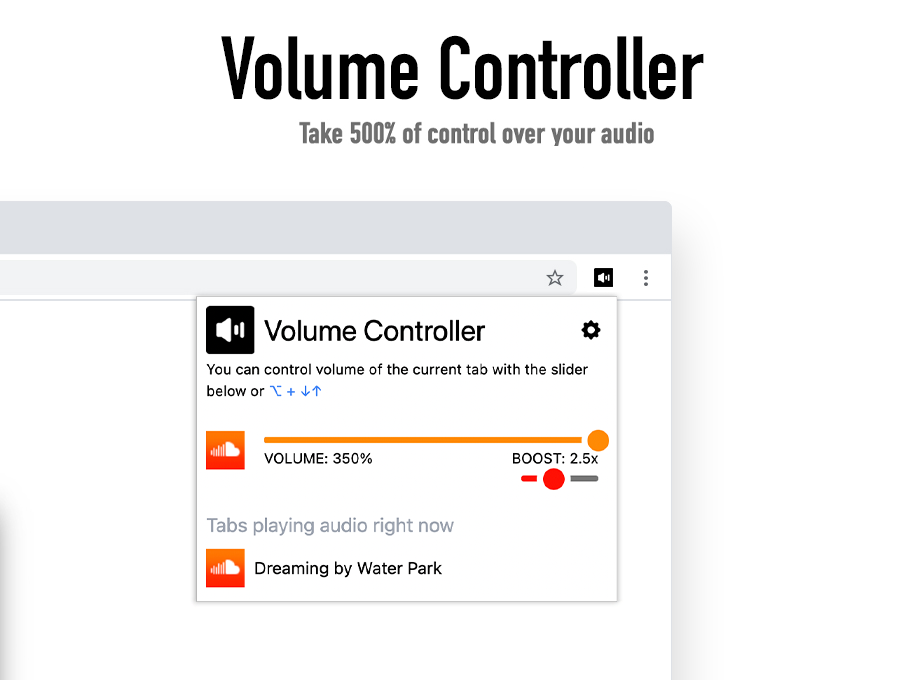 Volume Controller
Take 500% of control over your audio
Volume Controller
You can control volume of the current tab with the slider
below or ⌥ + ↓↑
VOLUME: 350%
BOOST: 2.5x
Tabs playing audio right now
Dreaming by Water Park